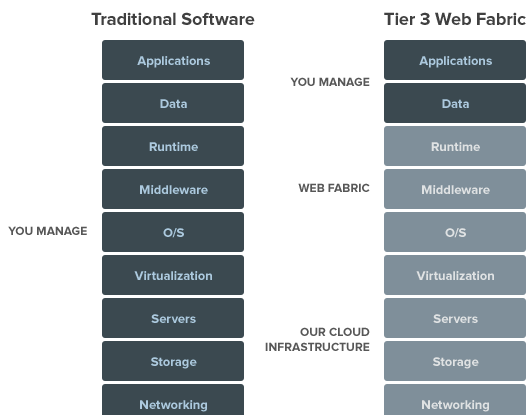 Traditional Software
Applications
Data
Runtime
Middleware
O/S
Virtualization
Servers
Storage
Networking
YOU MANAGE
Tier 3 Web Fabric
YOU MANAGE
WEB FABRIC
OUR CLOUD
INFRASTRUCTURE
Applications
Data
Runtime
Middleware
O/S
Virtualization
Servers
Storage
Networking